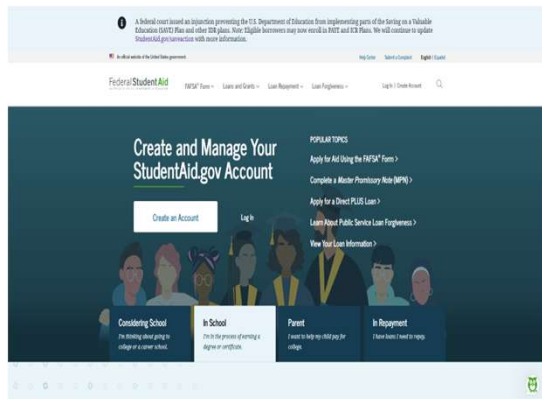 A federal court issued an injunction preventing the U.S. Department of Education from implementing parts of the Saving on a Valuable
Education (SAVE) Plan and other IDR plans. Note: Eligible borrowers may now enroll in PAYE and ICR Plans. We will continue to update
StudentAid.gov/saveaction with more information.
An official website of the United States government.
Help Center Submit a Complaint English | Español
Federal Student Aid
FAFSA® Form Loans and Grants Loan Repayment Loan Forgiveness Log In | Create Account
Create and Manage Your
StudentAid.gov Account
Create an Account Log In
POPULAR TOPICS
Apply for Aid Using the FAFSA® Form >
Complete a Master Promissory Note (MPN) >
Apply for a Direct PLUS Loan >
Learn About Public Service Loan Forgiveness >
View Your Loan Information >
Considering School
I'm thinking about going to
college or a career school.
In School
I'm in the process of earning a
degree or certificate.
Parent
I want to help my child pay for
college.
In Repayment
I have loans I need to repay.